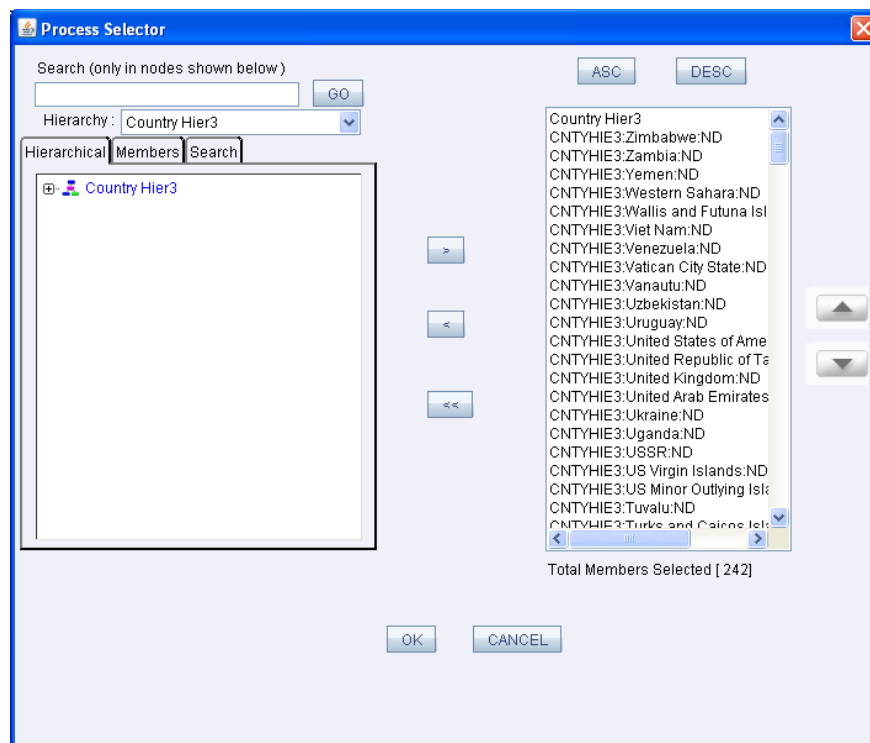 Process Selector
Search (only in nodes shown below)
GO
Hierarchy : Country Hier3
Hierarchical Members Search
Country Hier3
>
<
<<
ASC DESC
Country Hier3
CNTYHIE3:Zimbabwe:ND
CNTYHIE3:Zambia:ND
CNTYHIE3:Yemen:ND
CNTYHIE3:Western Sahara:ND
CNTYHIE3:Wallis and Futuna Isl
CNTYHIE3:Viet Nam:ND
CNTYHIE3:Venezuela:ND
CNTYHIE3:Vatican City State:ND
CNTYHIE3:Vanautu:ND
CNTYHIE3:Uzbekistan:ND
CNTYHIE3:Uruguay:ND
CNTYHIE3:United States of Ame
CNTYHIE3:United Republic of Ta
CNTYHIE3:United Kingdom:ND
CNTYHIE3:United Arab Emirates
CNTYHIE3:Ukraine:ND
CNTYHIE3:Uganda:ND
CNTYHIE3:USSR:ND
CNTYHIE3:US Virgin Islands:ND
CNTYHIE3:US Minor Outlying Isla
CNTYHIE3:Tuvalu:ND
CNTYHIE3:Turks and Caicos Isla
Total Members Selected [ 242]
OK CANCEL